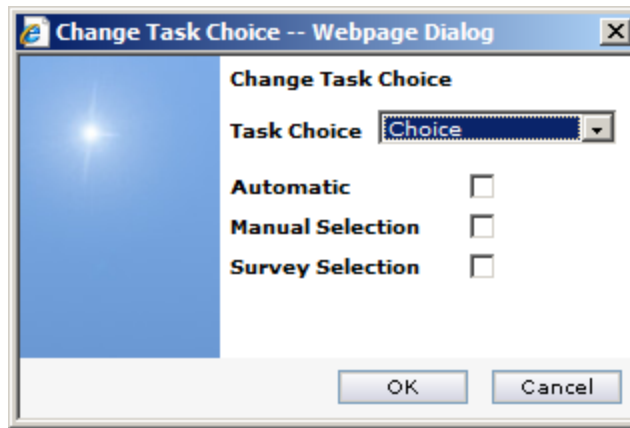 Change Task Choice -- Webpage Dialog
Change Task Choice
Task Choice Choice
Automatic
Manual Selection
Survey Selection
OK Cancel